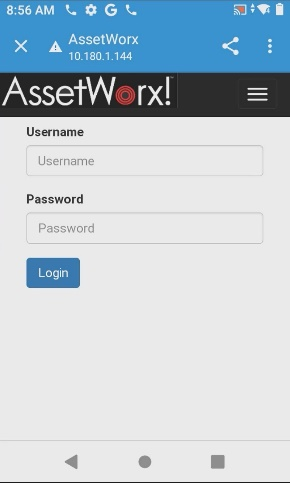 8:56 AM
AssetWorx
10.180.1.144
AssetWorx!
Username
Username
Password
Password
Login